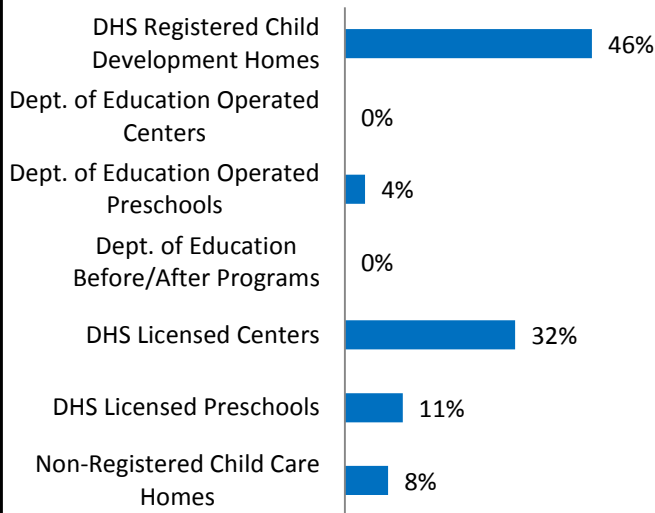 DHS Registered Child
Development Homes
46%
Dept. of Education Operated
Centers
0%
Dept. of Education Operated
Preschools
4%
Dept. of Education
Before/After Programs
0%
DHS Licensed Centers
32%
DHS Licensed Preschools
11%
Non-Registered Child Care
Homes
8%